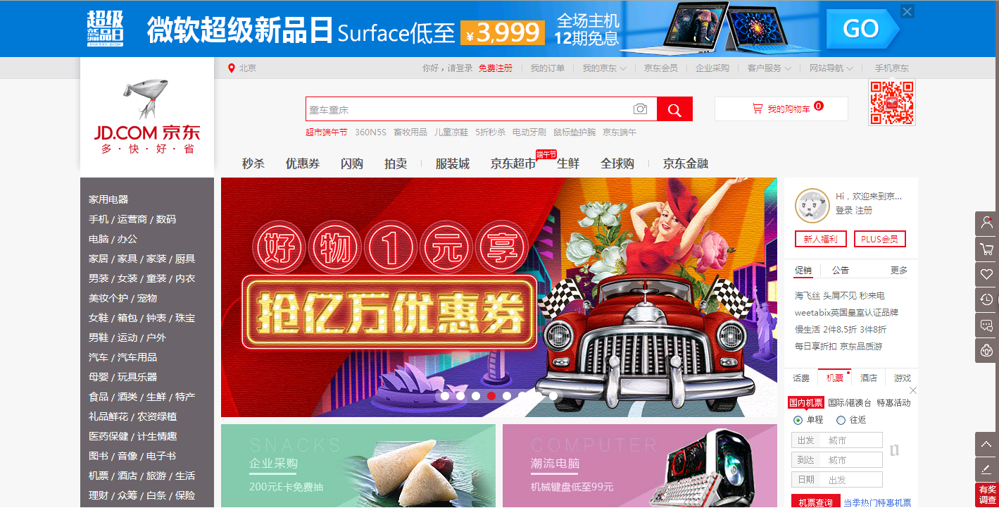 超级
新品日
微软超级新品日 Surface低至 ¥3,999
全场主机
12期免息
GO
北京
你好，请登录 免费注册 我的订单 我的京东 京东会员 企业采购 客户服务 网站导航 手机京东
JD.COM 京东
多·快·好·省
童车童床
我的购物车 0
超市端午节 360N5S 畜牧用品 儿童凉鞋 5折秒杀 电动牙刷 鼠标垫护腕 京东端午
端午节
秒杀 优惠券 闪购 拍卖 服装城 京东超市 生鲜 全球购 京东金融
家用电器
手机 / 运营商 / 数码
电脑 / 办公
家居 / 家具 / 家装 / 厨具
男装 / 女装 / 童装 / 内衣
美妆个护 / 宠物
女鞋 / 箱包 / 钟表 / 珠宝
男鞋 / 运动 / 户外
汽车 / 汽车用品
母婴 / 玩具乐器
食品 / 酒类 / 生鲜 / 特产
礼品鲜花 / 农资绿植
医药保健 / 计生情趣
图书 / 音像 / 电子书
机票 / 酒店 / 旅游 / 生活
理财 / 众筹 / 白条 / 保险
好物1元享
抢亿万优惠券
SNACKS
企业采购
200元E卡免费抽
COMPUTER
潮流电脑
机械键盘低至99元
Hi，欢迎来到京...
登录 注册
新人福利 PLUS会员
促销 公告 更多
海飞丝 头屑不见 秒来电
weetabix英国皇室认证品牌
慢生活 2件8.5折 3件8折
每日享折扣 京东品质游
话费 机票 酒店 游戏
国内机票 国际/港澳台 特惠活动
单程 往返
出发 城市
到达 城市
日期 出发
机票查询 当季热门特惠机票
有奖
调查